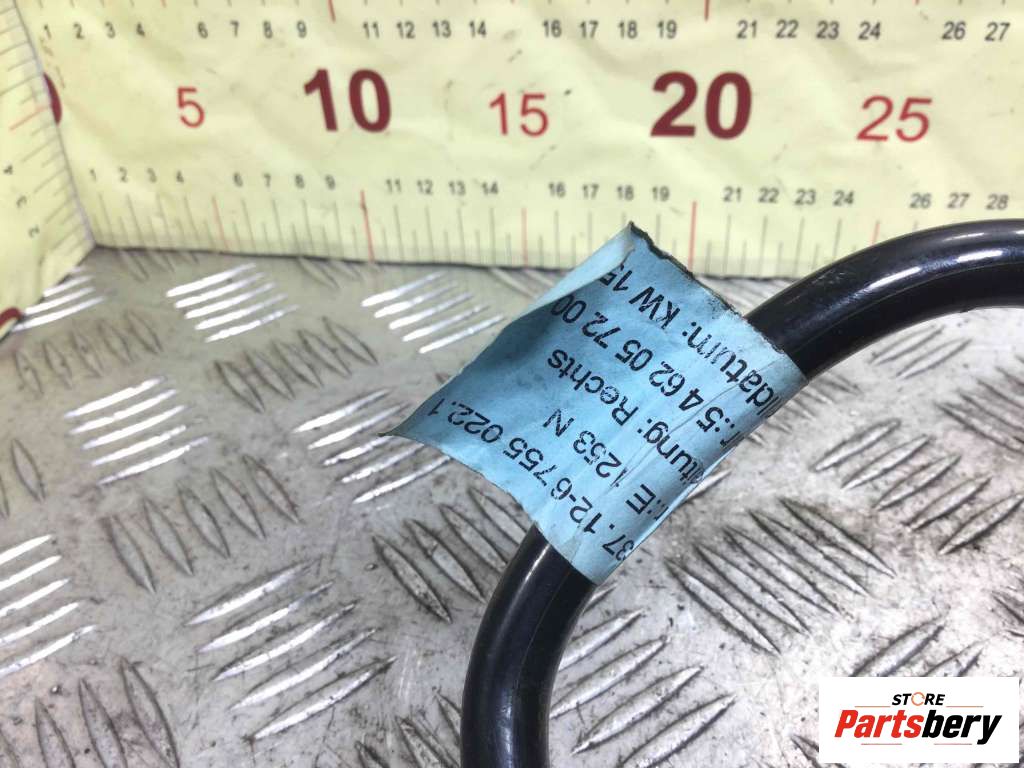 1 2 3 4 6 7 8 9 11 12 13 14 16 17 18 19 21 22 23 24 26 27
5 10 15 20 25
1 2 3 4 6 7 8 9 11 12 13 14 16 17 18 19 21 22 23 24 26 27 28
37.12-6 755 022.1
E 1253 N
Rechts
5 4 62 05 72 00
datum: KW 15
STORE
Partsbery